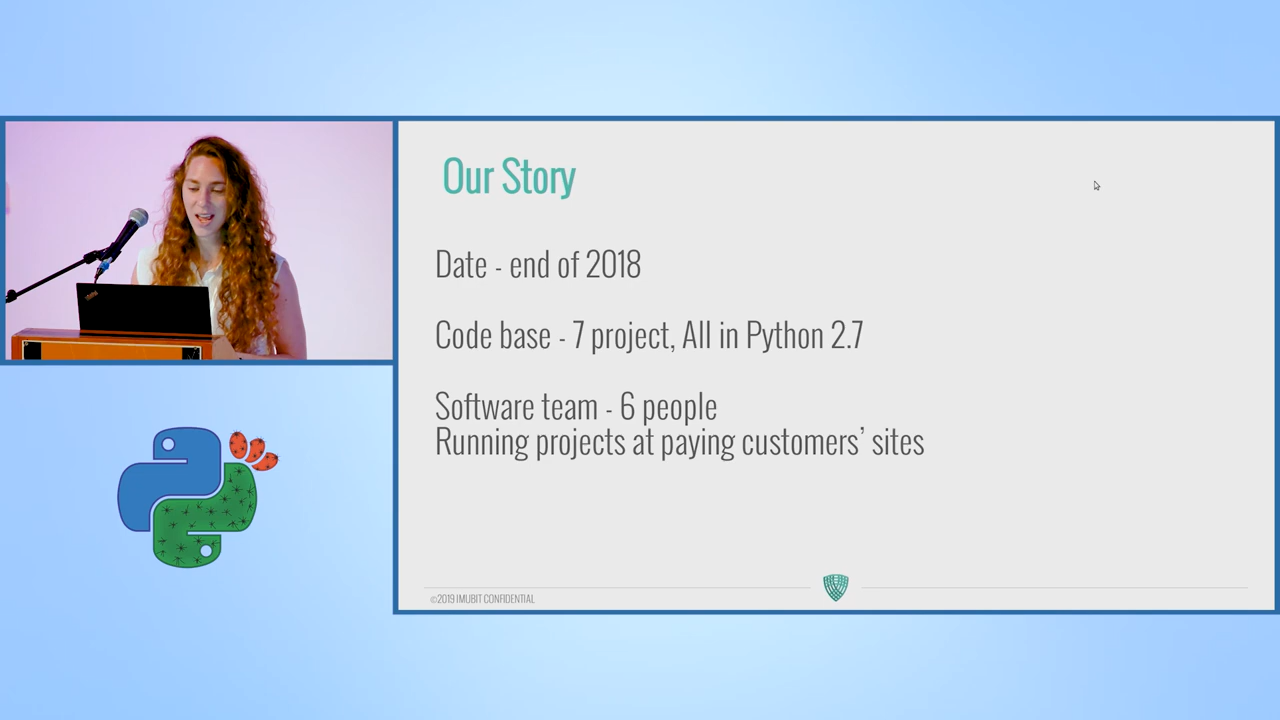 Our Story
Date - end of 2018
Code base - 7 project, All in Python 2.7
Software team - 6 people
Running projects at paying customers’ sites
©2019 IMUBIT CONFIDENTIAL